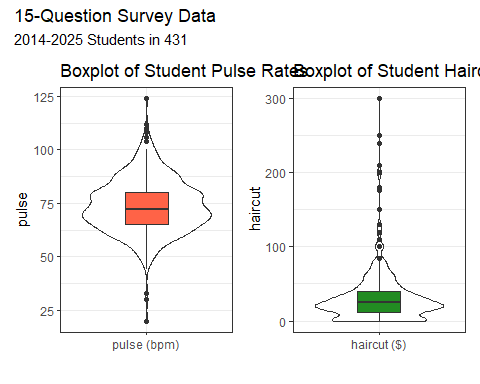 15-Question Survey Data
2014-2025 Students in 431
Boxplot of Student Pulse Rates
Boxplot of Student Hairc
125
100
75
50
25
pulse
pulse (bpm)
300
200
100
0
haircut
haircut ($)